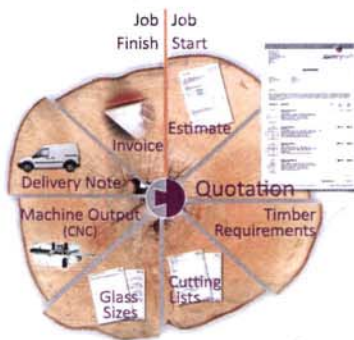 Job Job
Finish Start
Estimate
Invoice
Quotation
Delivery Note
Timber
Requirements
Machine Output
(CNC)
Cutting
Lists
Glass
Sizes